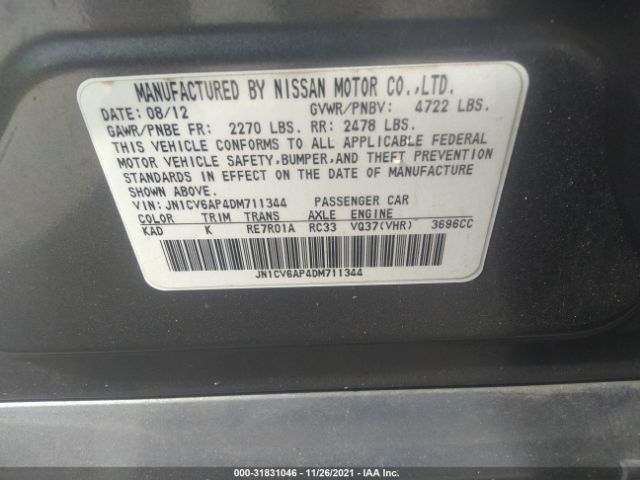 MANUFACTURED BY NISSAN MOTOR CO.,LTD.
DATE: 08/12 GVWR/PNBV: 4722 LBS.
GAWR/PNBE FR: 2270 LBS. RR: 2478 LBS.
THIS VEHICLE CONFORMS TO ALL APPLICABLE FEDERAL
MOTOR VEHICLE SAFETY,BUMPER,AND THEFT PREVENTION
STANDARDS IN EFFECT ON THE DATE OF MANUFACTURE
SHOWN ABOVE.
VIN:JN1CV6AP4DM711344 PASSENGER CAR
COLOR TRIM TRANS AXLE ENGINE
KAD K RE7R01A RC33 VQ37(VHR) 3696CC
JN1CV6AP4DM711344
000-31831046 - 11/26/2021 - IAA Inc.